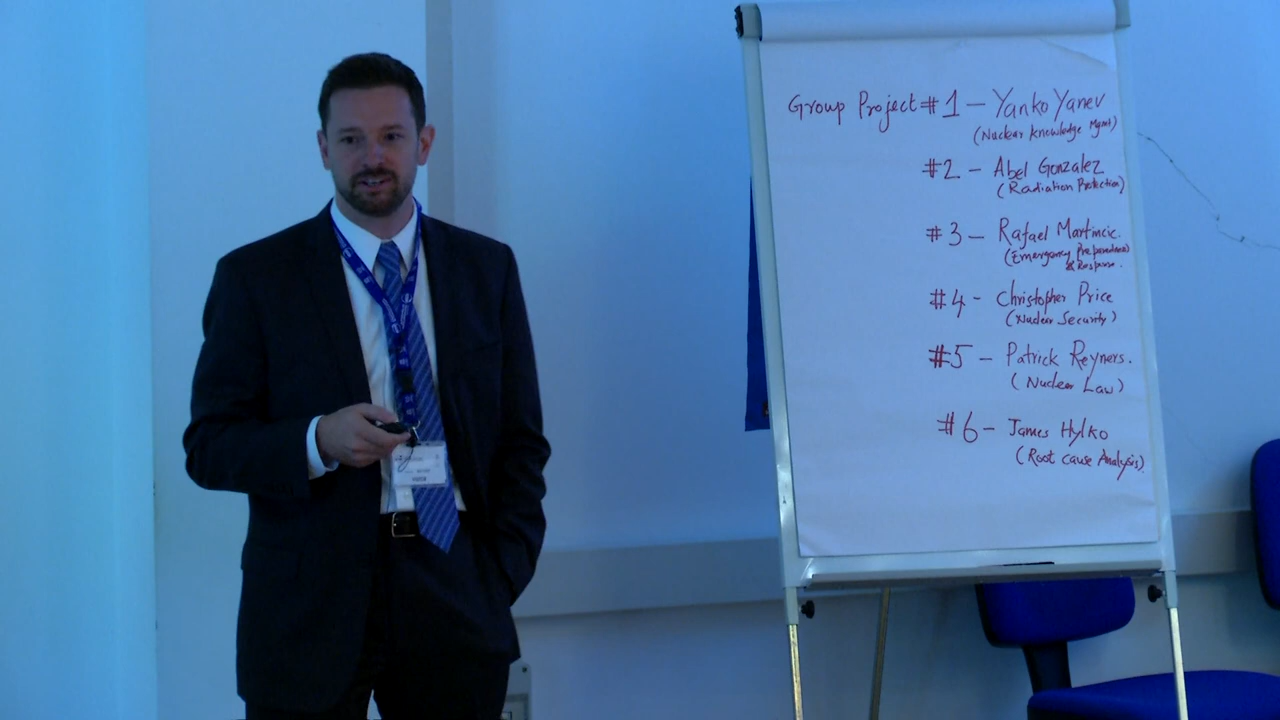 Group Project #1 – Yanko Yanev
(Nuclear Knowledge Mgmt)
#2 – Abel Gonzalez
(Radiation Protection)
#3 – Rafael Martincic.
(Emergency Preparedness
& Response.
#4 - Christopher Price
(Nuclear Security)
#5 – Patrick Reyners.
(Nuclear Law)
#6 – James Hylko
(Root cause Analysis)